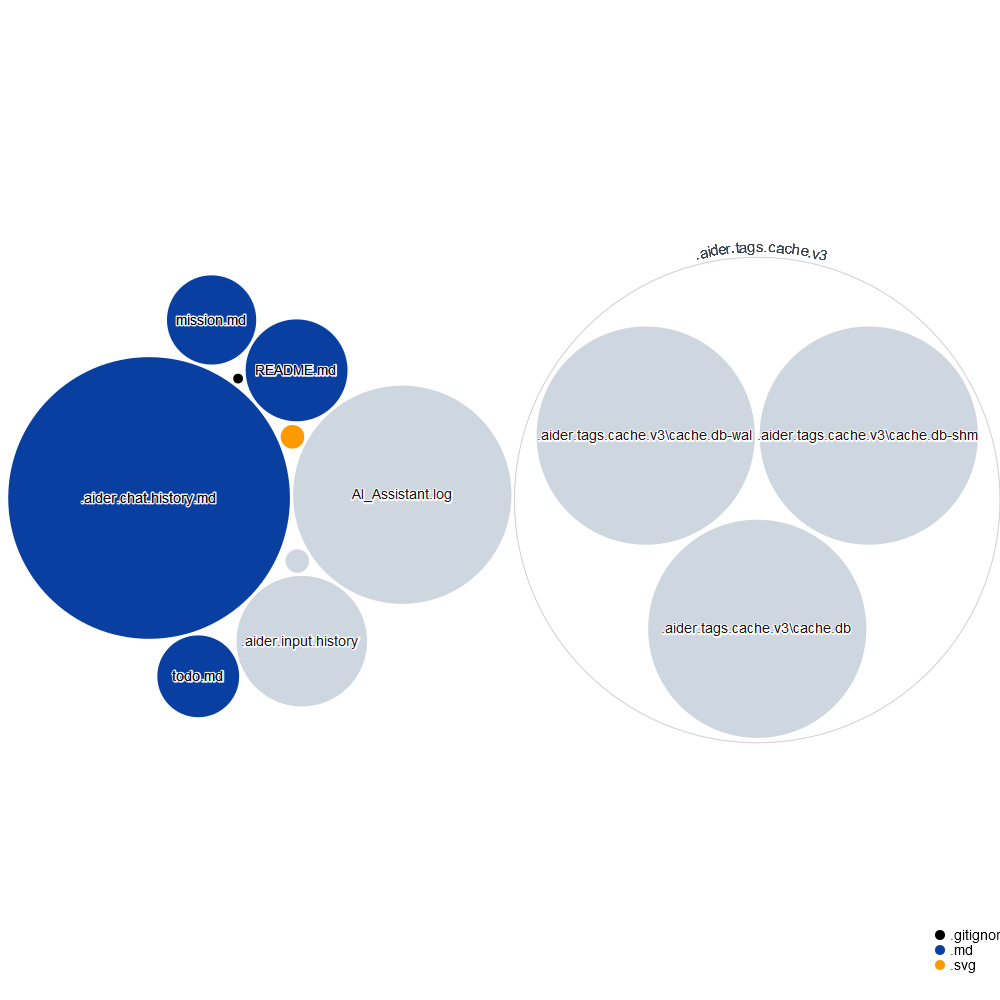 .aider.tags.cache.v3
mission.md
README.md
.aider.tags.cache.v3\cache.db-wal
.aider.tags.cache.v3\cache.db-shm
.aider.chat.history.md
AI_Assistant.log
.aider.input.history
.aider.tags.cache.v3\cache.db
todo.md
.gitignor
.md
.svg